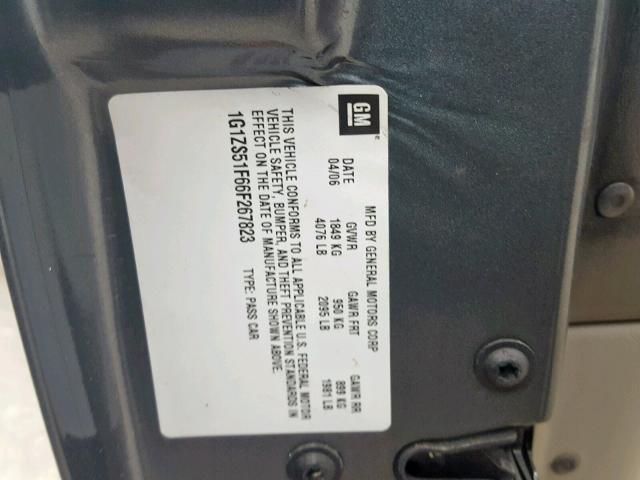 GM
MFD BY GENERAL MOTORS CORP
DATE GVWR GAWR FRT GAWR RR
04/06 1849 KG 950 KG 899 KG
4076 LB 2095 LB 1981 LB
THIS VEHICLE CONFORMS TO ALL APPLICABLE U.S. FEDERAL MOTOR
VEHICLE SAFETY, BUMPER, AND THEFT PREVENTION STANDARDS IN
EFFECT ON THE DATE OF MANUFACTURE SHOWN ABOVE.
1G1ZS51F66F267823 TYPE: PASS CAR